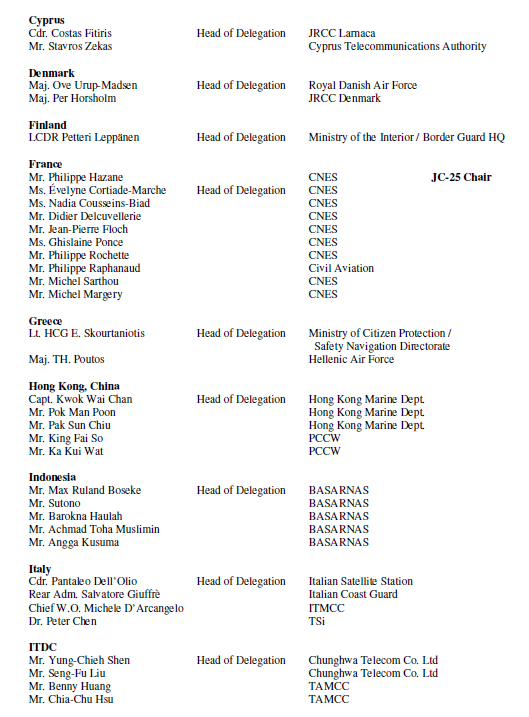 Cyprus
Cdr. Costas Fitiris Head of Delegation JRCC Larnaca
Mr. Stavros Zekas Cyprus Telecommunications Authority
Denmark
Maj. Ove Urup-Madsen Head of Delegation Royal Danish Air Force
Maj. Per Horsholm JRCC Denmark
Finland
LCDR Petteri Leppänen Head of Delegation Ministry of the Interior / Border Guard HQ
France
Mr. Philippe Hazane CNES JC-25 Chair
Ms. Évelyne Cortiade-Marche Head of Delegation CNES
Ms. Nadia Cousseins-Biad CNES
Mr. Didier Delcuvellerie CNES
Mr. Jean-Pierre Floch CNES
Ms. Ghislaine Ponce CNES
Mr. Philippe Rochette CNES
Mr. Philippe Raphanaud Civil Aviation
Mr. Michel Sarthou CNES
Mr. Michel Margery CNES
Greece
Lt. HCG E. Skourtaniotis Head of Delegation Ministry of Citizen Protection /
Safety Navigation Directorate
Maj. TH. Poutos Hellenic Air Force
Hong Kong, China
Capt. Kwok Wai Chan Head of Delegation Hong Kong Marine Dept.
Mr. Pok Man Poon Hong Kong Marine Dept.
Mr. Pak Sun Chiu Hong Kong Marine Dept.
Mr. King Fai So PCCW
Mr. Ka Kui Wat PCCW
Indonesia
Mr. Max Ruland Boseke Head of Delegation BASARNAS
Mr. Sutono BASARNAS
Mr. Barokna Haulah BASARNAS
Mr. Achmad Toha Muslimin BASARNAS
Mr. Angga Kusuma BASARNAS
Italy
Cdr. Pantaleo Dell'Olio Head of Delegation Italian Satellite Station
Rear Adm. Salvatore Giuffrè Italian Coast Guard
Chief W.O. Michele D'Arcangelo ITMCC
Dr. Peter Chen TSi
ITDC
Mr. Yung-Chieh Shen Head of Delegation Chunghwa Telecom Co. Ltd
Mr. Seng-Fu Liu Chunghwa Telecom Co. Ltd
Mr. Benny Huang TAMCC
Mr. Chia-Chu Hsu TAMCC